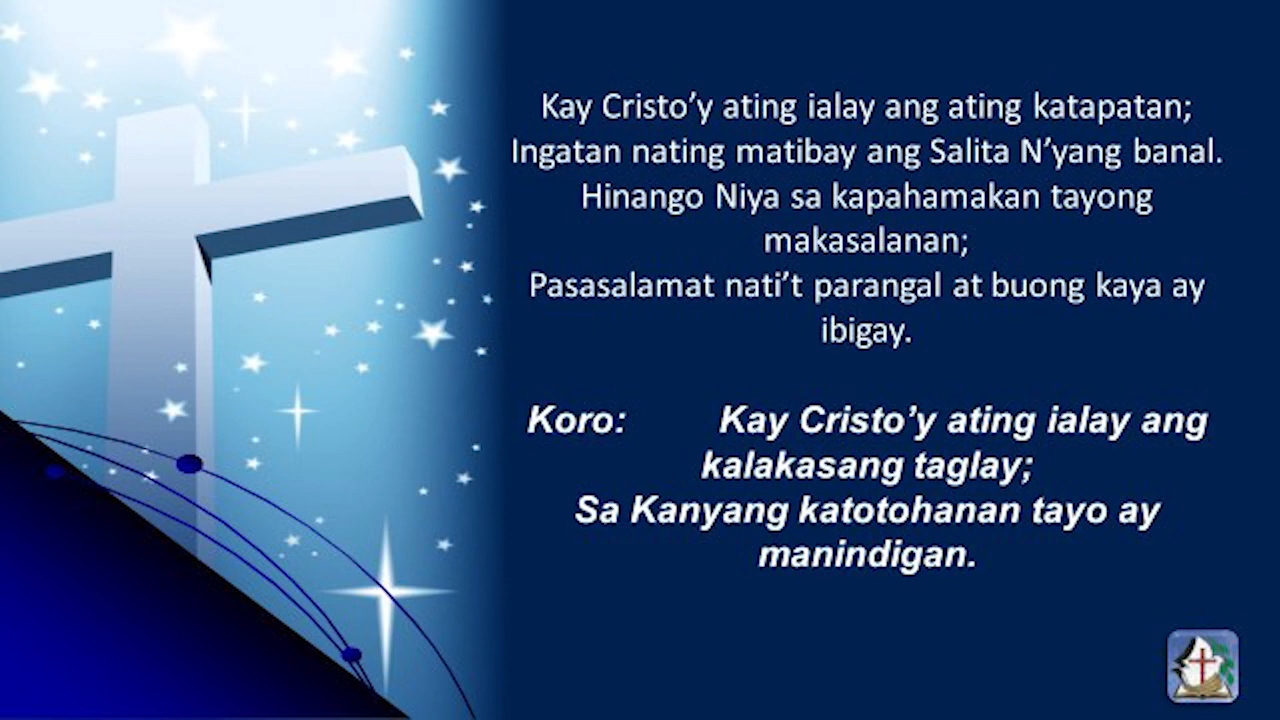 Kay Cristo’y ating ialay ang ating katapatan;
Ingatan nating matibay ang Salita N’yang banal.
Hinango Niya sa kapahamakan tayong
makasalanan;
Pasasalamat nati’t parangal at buong kaya ay
ibigay.
Koro: Kay Cristo’y ating ialay ang
kalakasang taglay;
Sa Kanyang katotohanan tayo ay
manindigan.